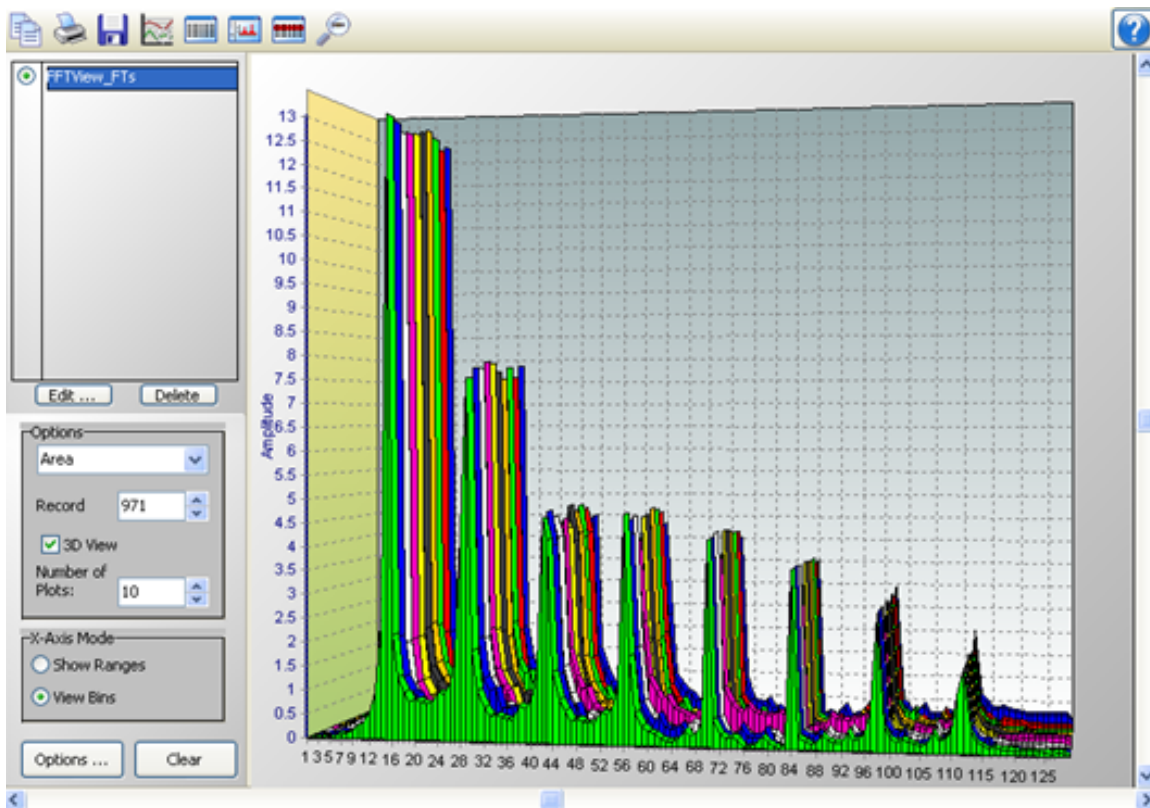 ?
FFTView_FTs
Edit ...
Delete
Options
Area
Record
971
3D View
Number of
Plots:
10
X-Axis Mode
Show Ranges
View Bins
Options ...
Clear
Amplitude
13
12.5
12
11.5
11
10.5
10
9.5
9
8.5
8
7.5
7
6.5
6
5.5
5
4.5
4
3.5
3
2.5
2
1.5
1
0.5
0
1 3 5 7 9 12 16 20 24 28 32 36 40 44 48 52 56 60 64 68 72 76 80 84 88 92 96 100 105 110 115 120 125